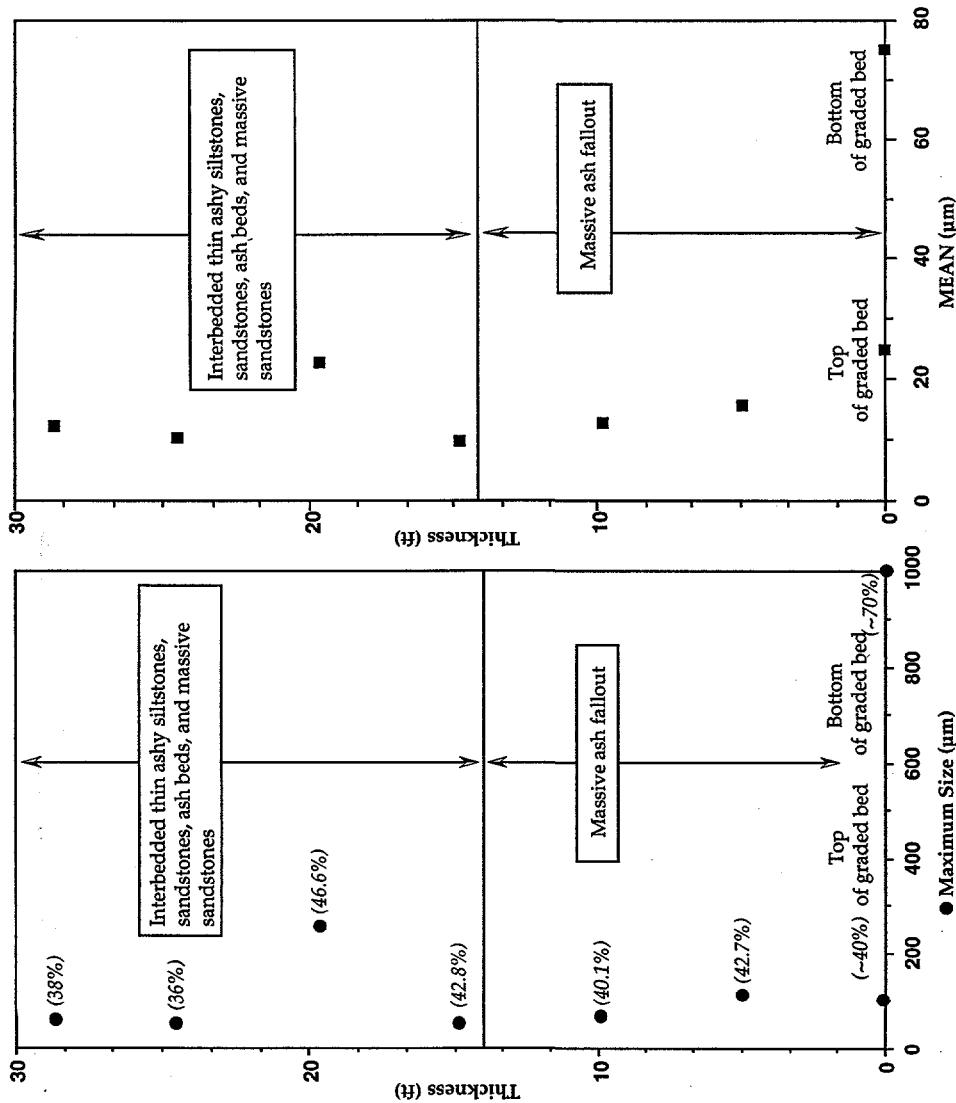 30
20
10
0
Thickness (ft)
Interbedded thin ashy siltstones,
sandstones, ash beds, and massive
sandstones
Massive ash fallout
(38%)
(36%)
(46.6%)
(42.8%)
(40.1%)
(42.7%)
(~40%)
Top
of graded bed
Bottom
of graded bed
(~70%)
0
200
400
600
800
1000
● Maximum Size (µm)
30
20
10
0
Thickness (ft)
Interbedded thin ashy siltstones,
sandstones, ash beds, and massive
sandstones
Massive ash fallout
Top
of graded bed
Bottom
of graded bed
0
20
40
60
80
MEAN (µm)